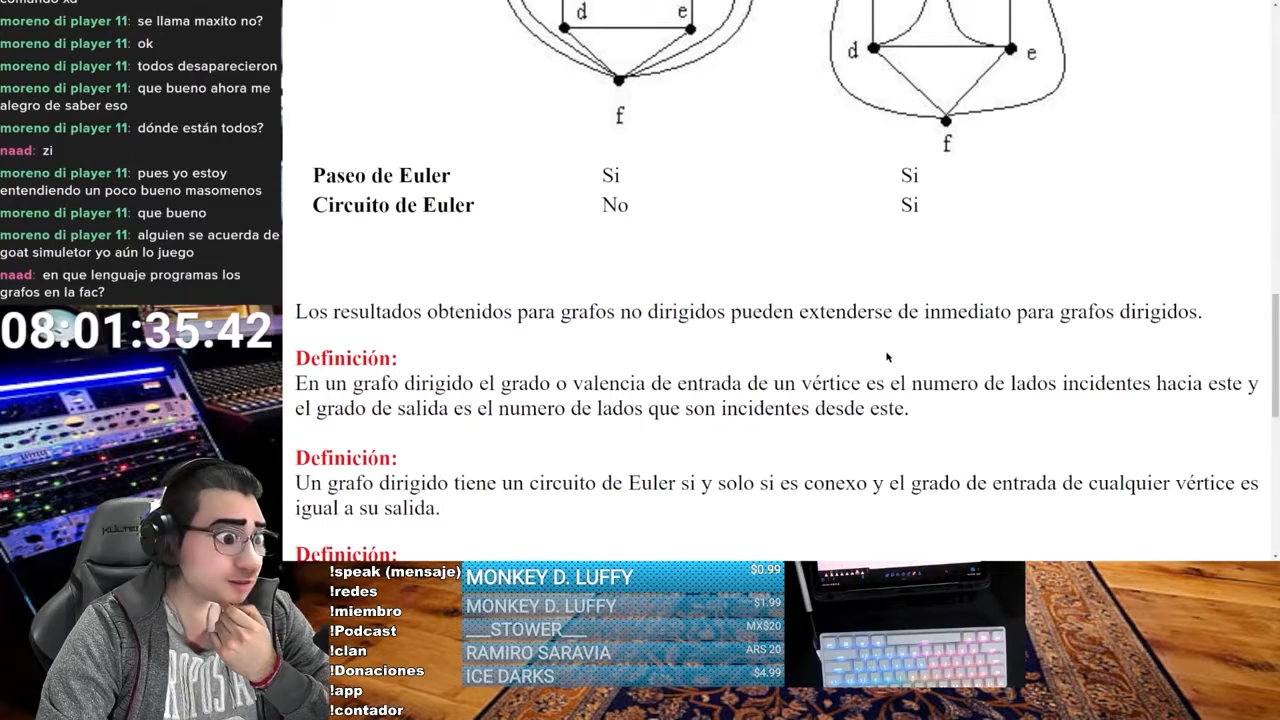 comando xd
moreno di player 11: se llama maxito no?
moreno di player 11: ok
moreno di player 11: todos desaparecieron
moreno di player 11: que bueno ahora me
alegro de saber eso
moreno di player 11: dónde están todos?
naad: zi
moreno di player 11: pues yo estoy
entendiendo un poco bueno masomenos
moreno di player 11: que bueno
moreno di player 11: alguien se acuerda de
goat simuletor yo aún lo juego
naad: en que lenguaje programas los
grafos en la fac?
08:01:35:42
d e
f
d e
f
Paseo de Euler Si Si
Circuito de Euler No Si
Los resultados obtenidos para grafos no dirigidos pueden extenderse de inmediato para grafos dirigidos.
Definición:
En un grafo dirigido el grado o valencia de entrada de un vértice es el numero de lados incidentes hacia este y
el grado de salida es el numero de lados que son incidentes desde este.
Definición:
Un grafo dirigido tiene un circuito de Euler si y solo si es conexo y el grado de entrada de cualquier vértice es
igual a su salida.
Definición:
!speak (mensaje)
!redes
!miembro
!Podcast
!clan
!Donaciones
!app
!contador
MONKEY D. LUFFY $0.99
MONKEY D. LUFFY $1.99
___STOWER___ MX$20
RAMIRO SARAVIA ARS 20
ICE DARKS $4.99